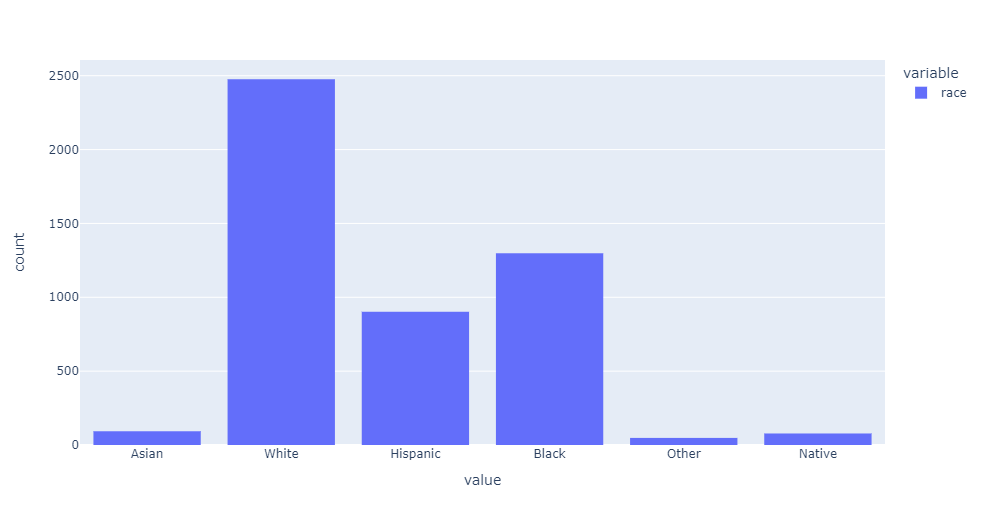 2500
2000
1500
1000
500
0
count
Asian
White
Hispanic
Black
Other
Native
value
variable
race